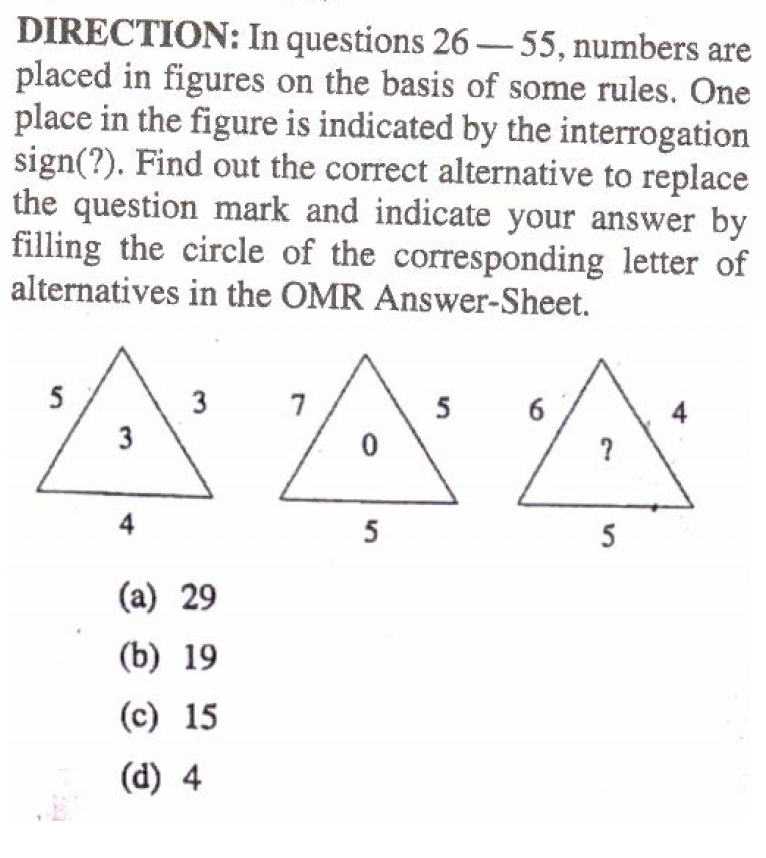 DIRECTION: In questions 26 — 55, numbers are
placed in figures on the basis of some rules. One
place in the figure is indicated by the interrogation
sign(?). Find out the correct alternative to replace
the question mark and indicate your answer by
filling the circle of the corresponding letter of
alternatives in the OMR Answer-Sheet.
5 3 7 5 6 4
3 0 ?
4 5 5
(a) 29
(b) 19
(c) 15
(d) 4